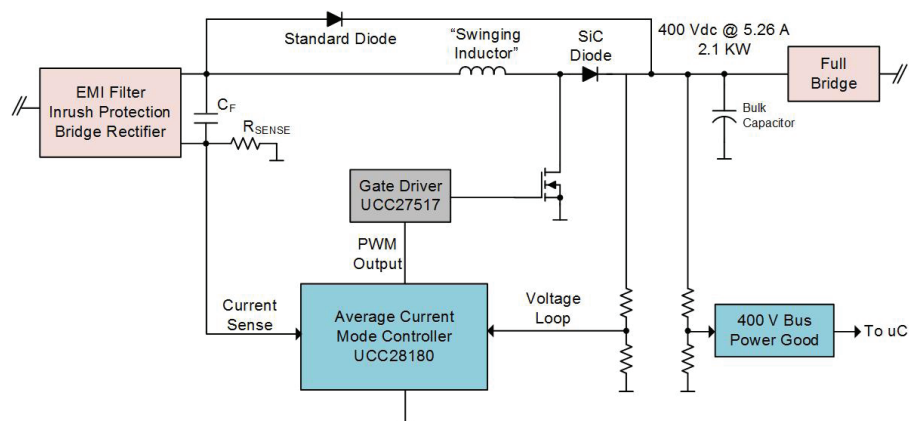 Standard Diode
“Swinging
Inductor”
SiC
Diode
400 Vdc @ 5.26 A
2.1 KW
Full
Bridge
EMI Filter
Inrush Protection
Bridge Rectifier
CF
RSENSE
Bulk
Capacitor
Gate Driver
UCC27517
PWM
Output
Current
Sense
Average Current
Mode Controller
UCC28180
Voltage
Loop
400 V Bus
Power Good
To uC